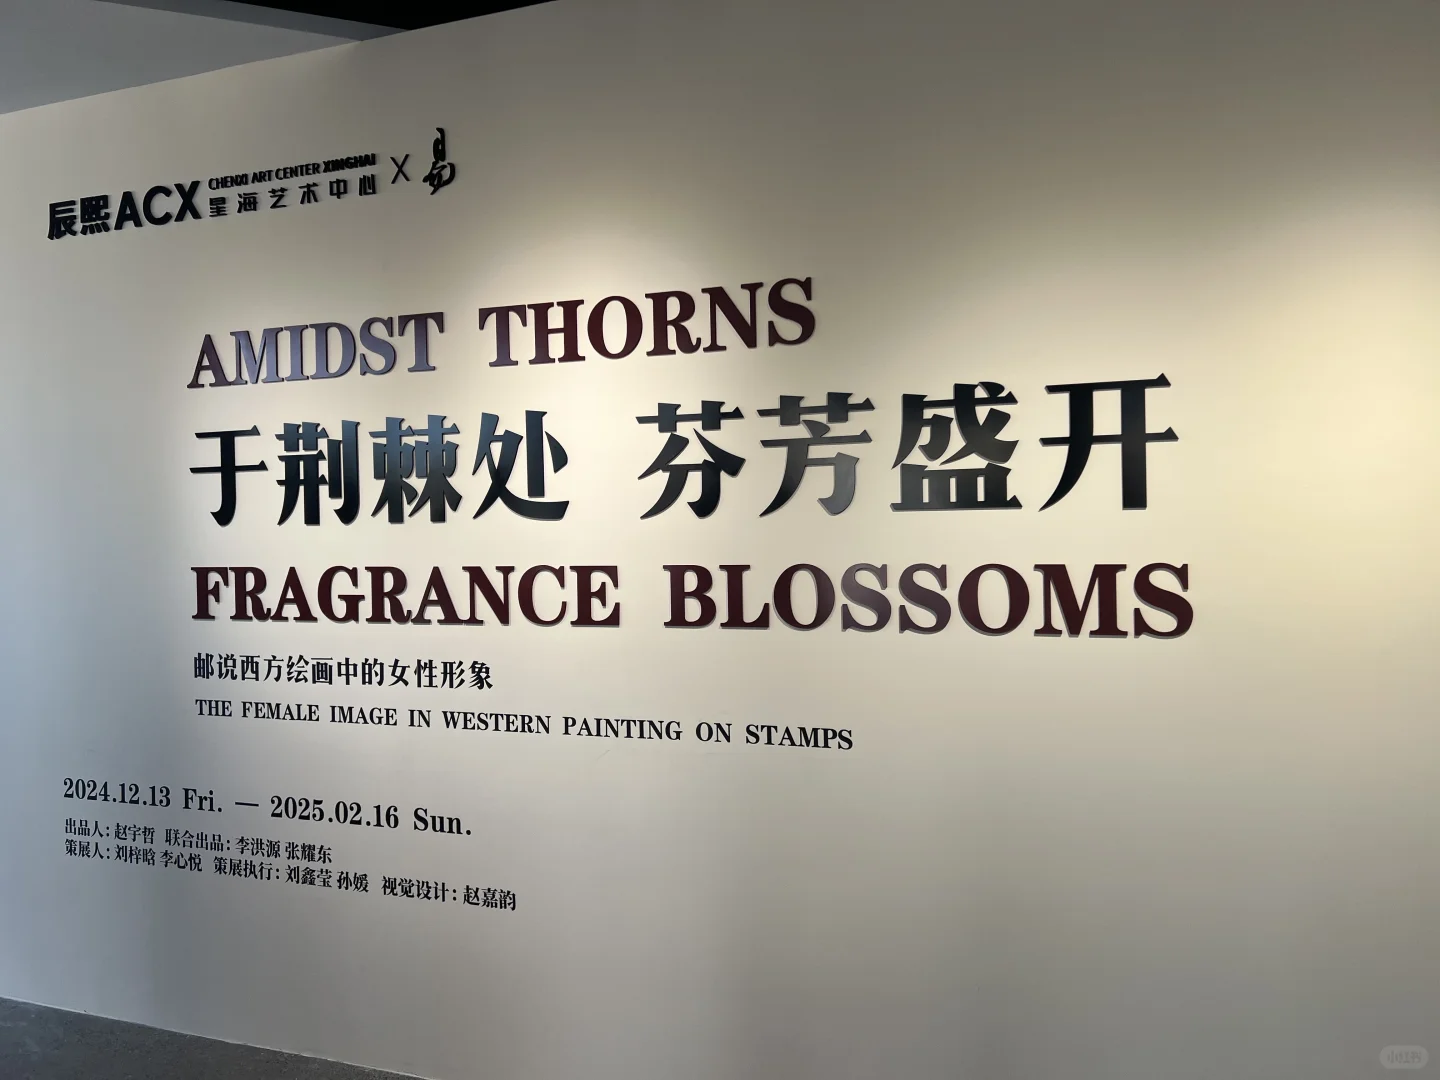 辰熙ACX CHENXI ART CENTER XINGHAI
星海艺术中心 X 易
AMIDST THORNS
于荆棘处 芬芳盛开
FRAGRANCE BLOSSOMS
邮说西方绘画中的女性形象
THE FEMALE IMAGE IN WESTERN PAINTING ON STAMPS
2024.12.13 Fri. — 2025.02.16 Sun.
出品人：赵宇哲 联合出品：李洪源 张耀东
策展人：刘梓晗 李心悦 策展执行：刘鑫莹 孙媛 视觉设计：赵嘉韵
小红书